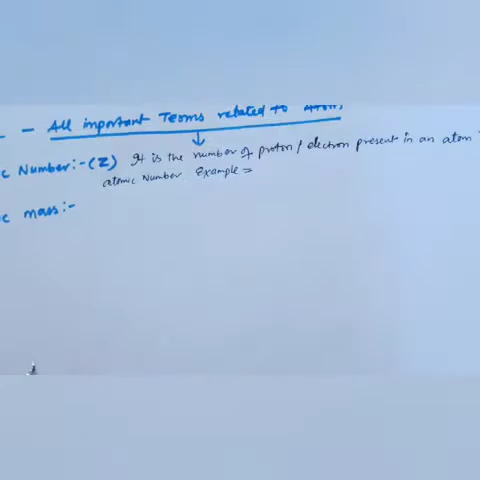 - - All important Terms related to Atom.
c Number:-(Z) It is the number of proton/electron present in an atom
atomic Number Example =
c mass:-